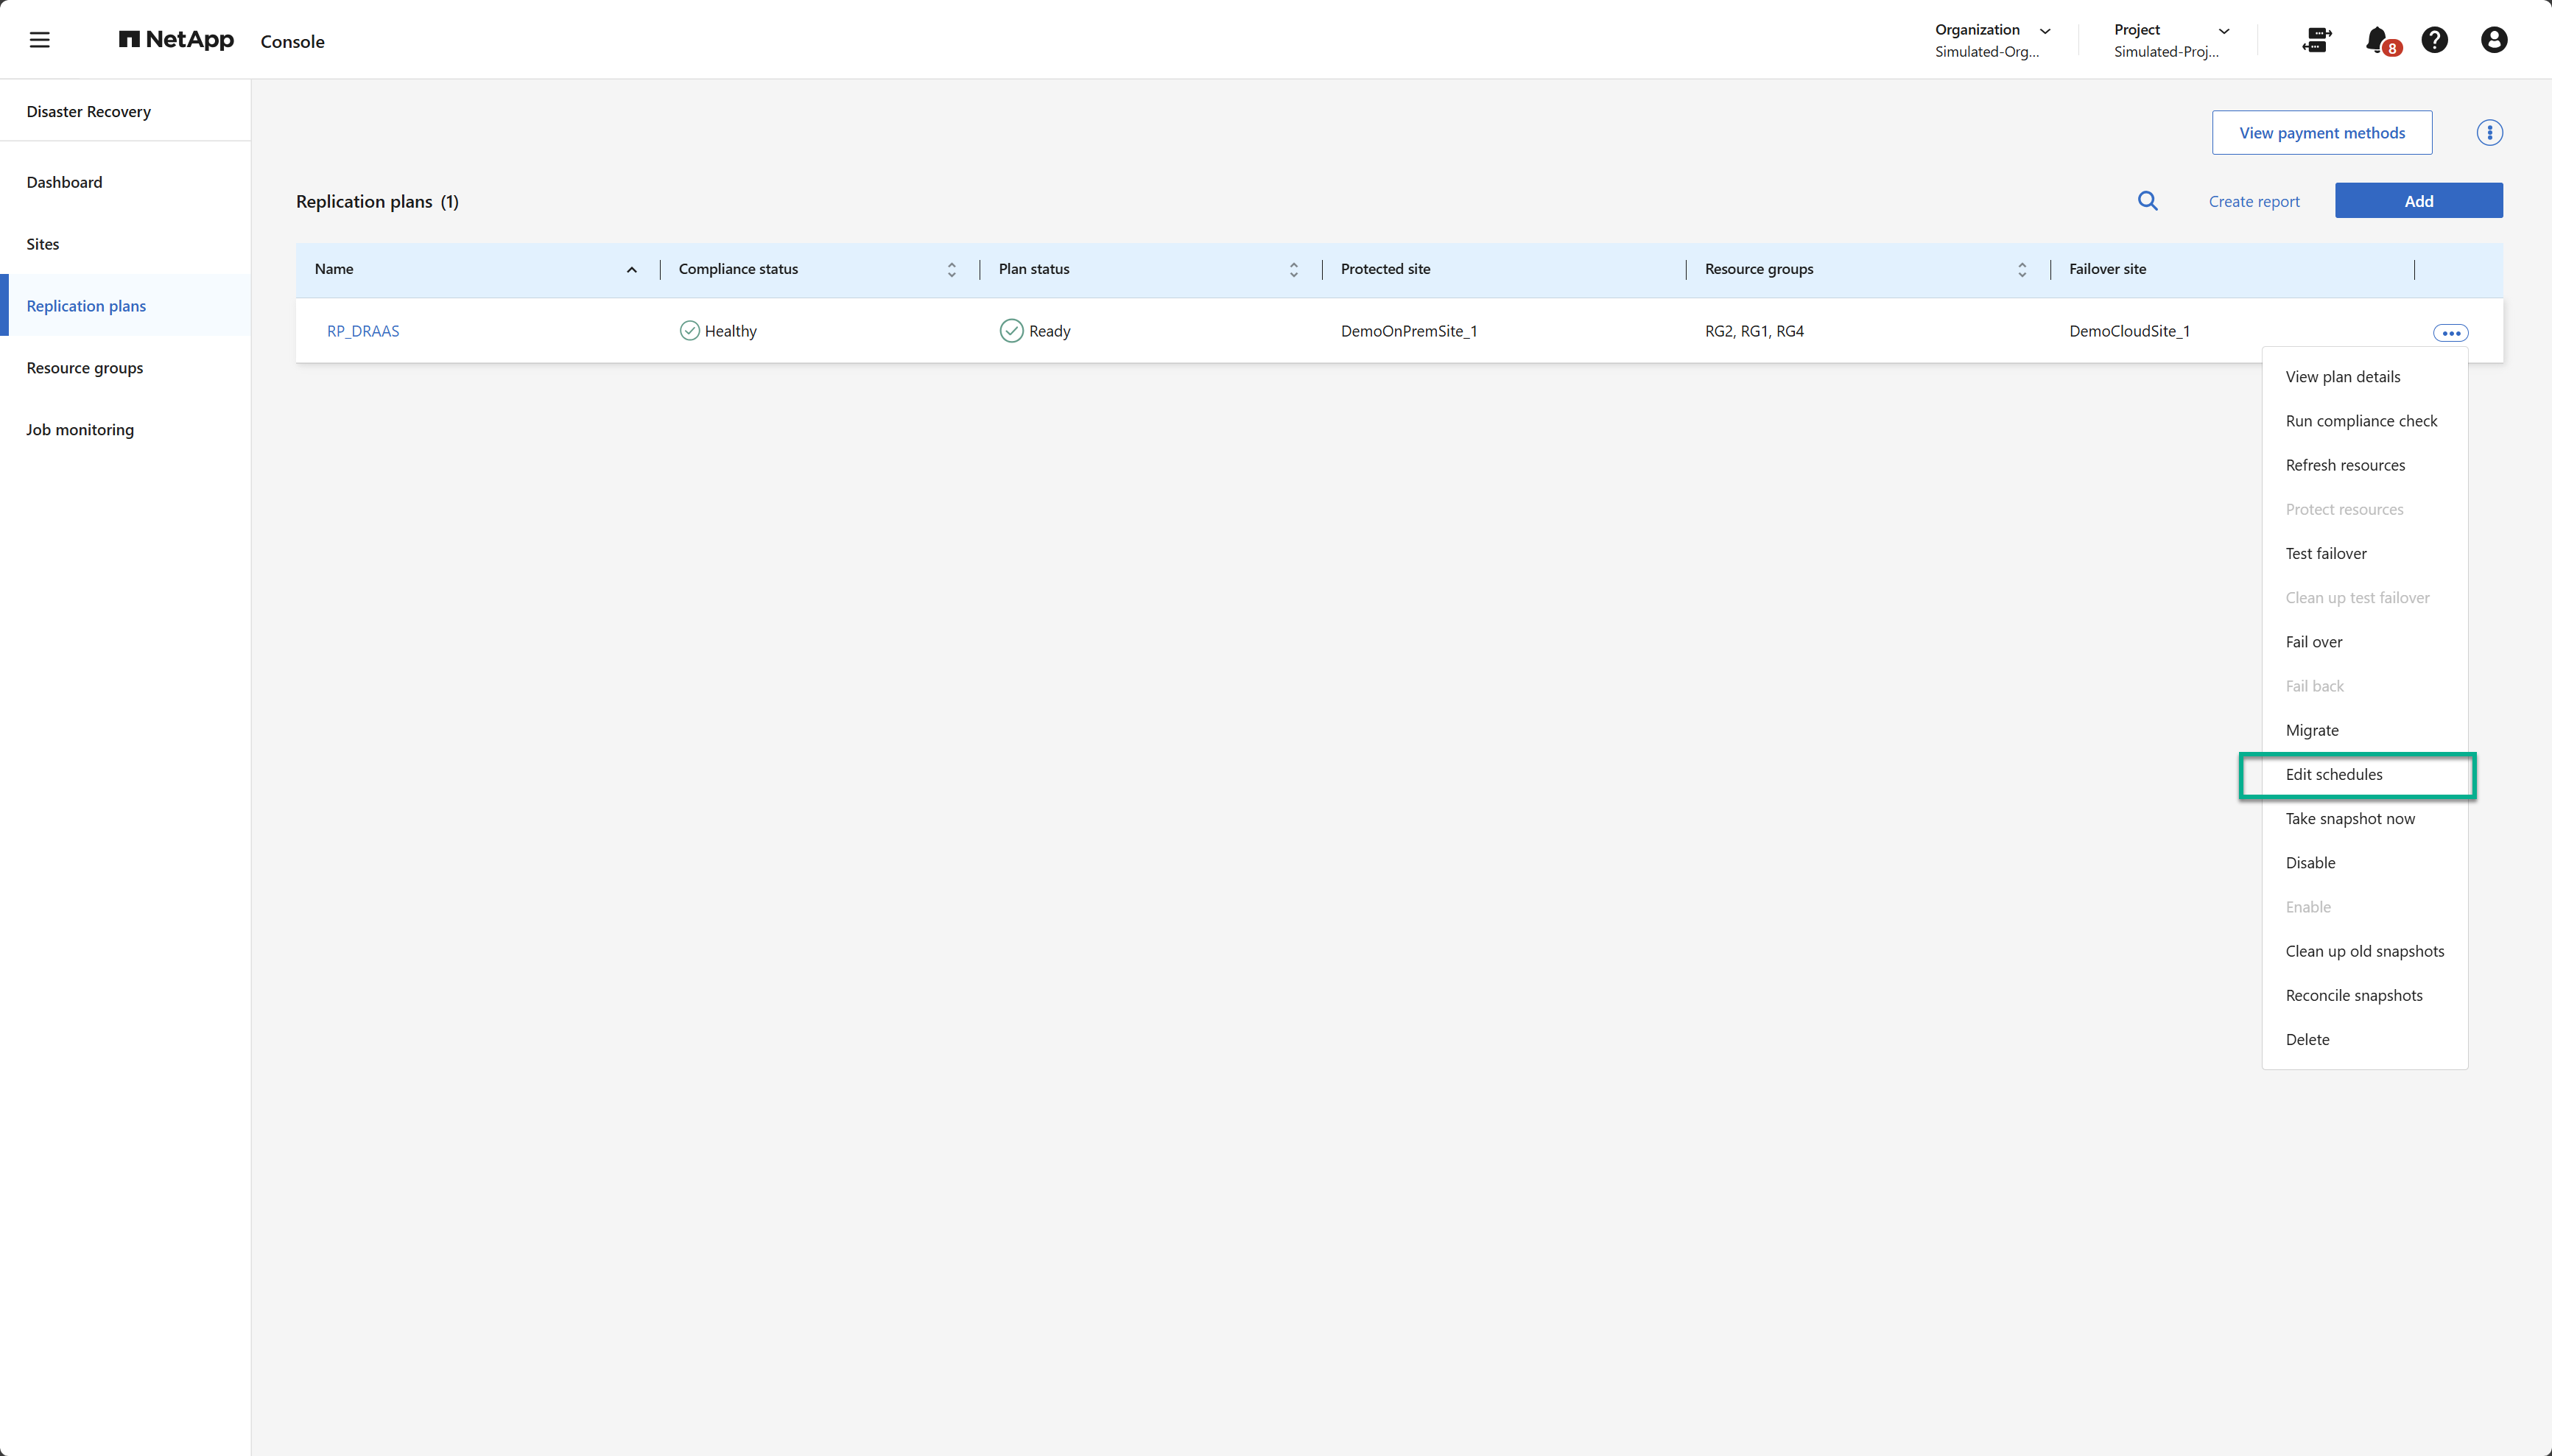 NetApp Console
Organization
Simulated-Org...
Project
Simulated-Proj...
8
Disaster Recovery
Dashboard
Sites
Replication plans
Resource groups
Job monitoring
View payment methods
Replication plans (1)
Create report
Add
Name Compliance status Plan status Protected site Resource groups Failover site
RP_DRAAS Healthy Ready DemoOnPremSite_1 RG2, RG1, RG4 DemoCloudSite_1
View plan details
Run compliance check
Refresh resources
Protect resources
Test failover
Clean up test failover
Fail over
Fail back
Migrate
Edit schedules
Take snapshot now
Disable
Enable
Clean up old snapshots
Reconcile snapshots
Delete